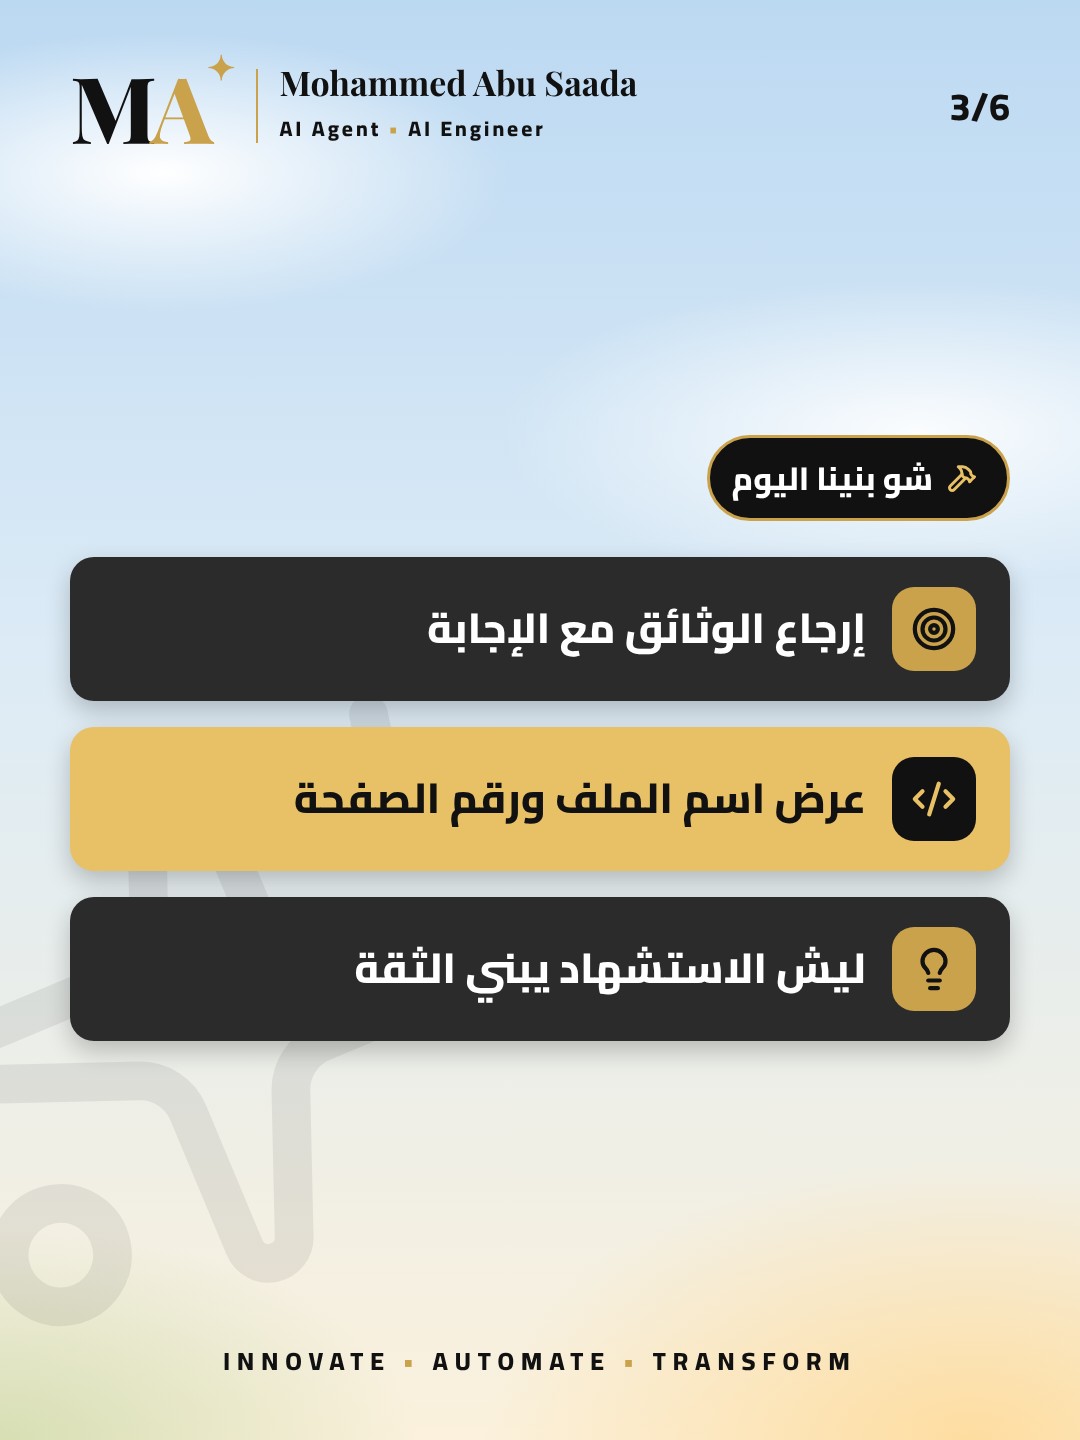 MA
Mohammed Abu Saada
AI Agent ▪ AI Engineer
3/6
شو بنينا اليوم
إرجاع الوثائق مع الإجابة
عرض اسم الملف ورقم الصفحة
ليش الاستشهاد يبني الثقة
INNOVATE ▪ AUTOMATE ▪ TRANSFORM